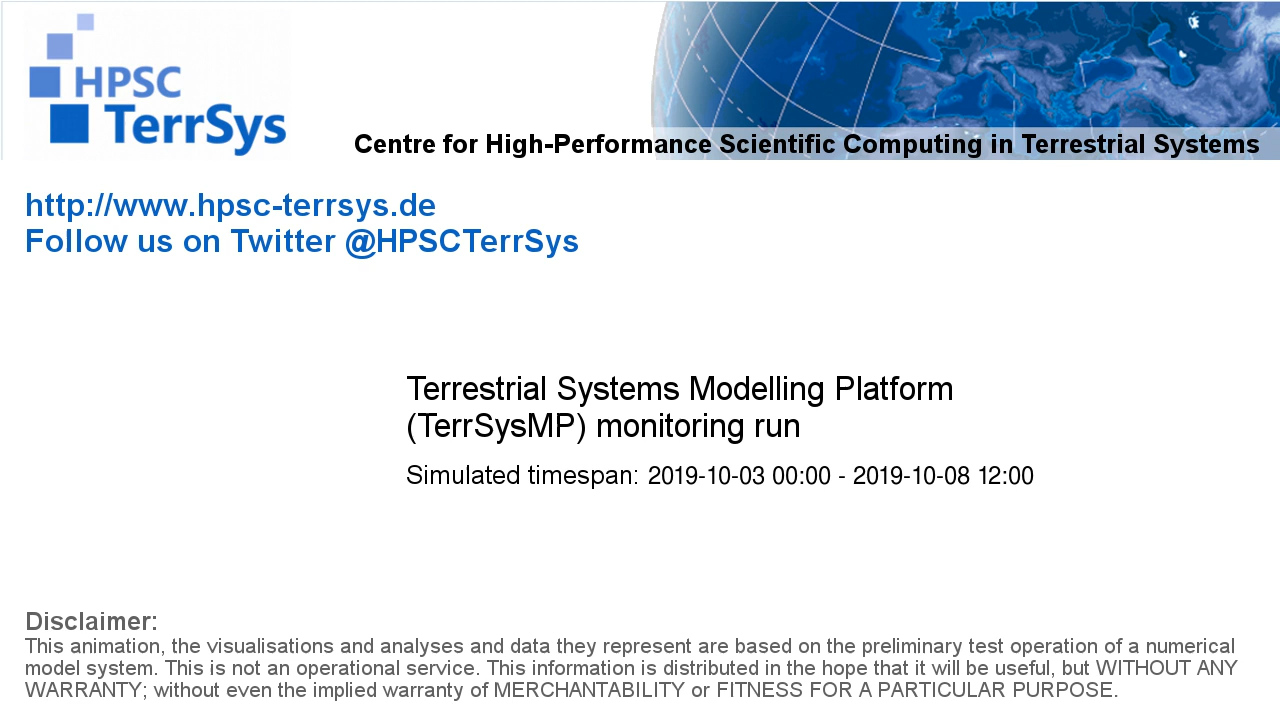 HPSC
TerrSys
Centre for High-Performance Scientific Computing in Terrestrial Systems
http://www.hpsc-terrsys.de
Follow us on Twitter @HPSCTerrSys
Terrestrial Systems Modelling Platform
(TerrSysMP) monitoring run
Simulated timespan: 2019-10-03 00:00 - 2019-10-08 12:00
Disclaimer:
This animation, the visualisations and analyses and data they represent are based on the preliminary test operation of a numerical
model system. This is not an operational service. This information is distributed in the hope that it will be useful, but WITHOUT ANY
WARRANTY; without even the implied warranty of MERCHANTABILITY or FITNESS FOR A PARTICULAR PURPOSE.